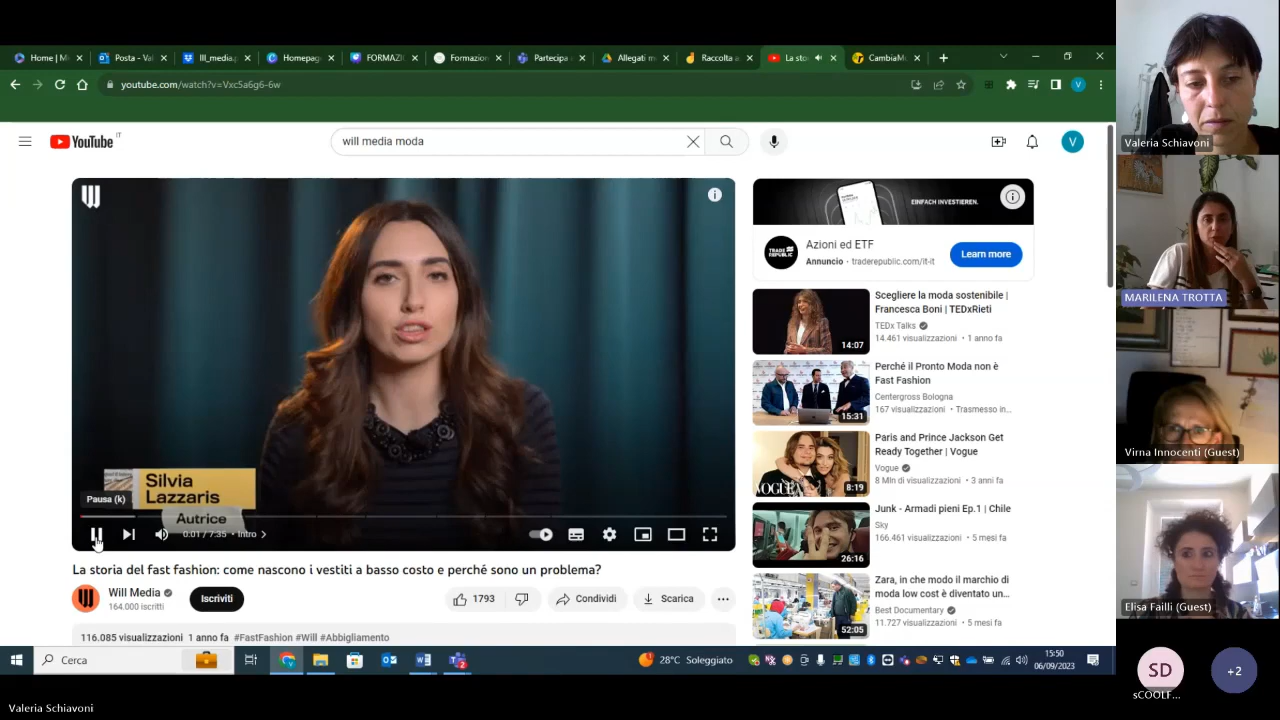 Home | M
Posta - Val
Ill_media.p
Homepag
FORMAZI
Formazion
Partecipa
Allegati m
Raccolta a
La sto
CambiaMo
youtube.com/watch?v=Vxc5a6g6-6w
YouTube IT
will media moda
V
V
Silvia
Lazzaris
Autrice
Pausa (k)
0:01 / 7:35 • Intro
La storia del fast fashion: come nascono i vestiti a basso costo e perché sono un problema?
Will Media
164.000 iscritti
Iscriviti
1793
Condividi
Scarica
116.085 visualizzazioni 1 anno fa #FastFashion #Will #Abbigliamento
EINFACH INVESTIEREN.
TRADE REPUBLIC
Azioni ed ETF
Annuncio • traderepublic.com/it-it
Learn more
14:07
Scegliere la moda sostenibile |
Francesca Boni | TEDxRieti
TEDx Talks
14.461 visualizzazioni • 1 anno fa
15:31
Perché il Pronto Moda non è
Fast Fashion
Centergross Bologna
167 visualizzazioni • Trasmesso in...
VOGUE
8:19
Paris and Prince Jackson Get
Ready Together | Vogue
Vogue
8 Mln di visualizzazioni • 3 anni fa
26:16
Junk - Armadi pieni Ep.1 | Chile
Sky
166.461 visualizzazioni • 5 mesi fa
52:05
Zara, in che modo il marchio di
moda low cost è diventato un...
Best Documentary
11.727 visualizzazioni • 5 mesi fa
Cerca
28°C Soleggiato
15:50
06/09/2023
Valeria Schiavoni
Valeria Schiavoni
MARILENA TROTTA
Virna Innocenti (Guest)
Elisa Failli (Guest)
SD
sCOOLF...
+2